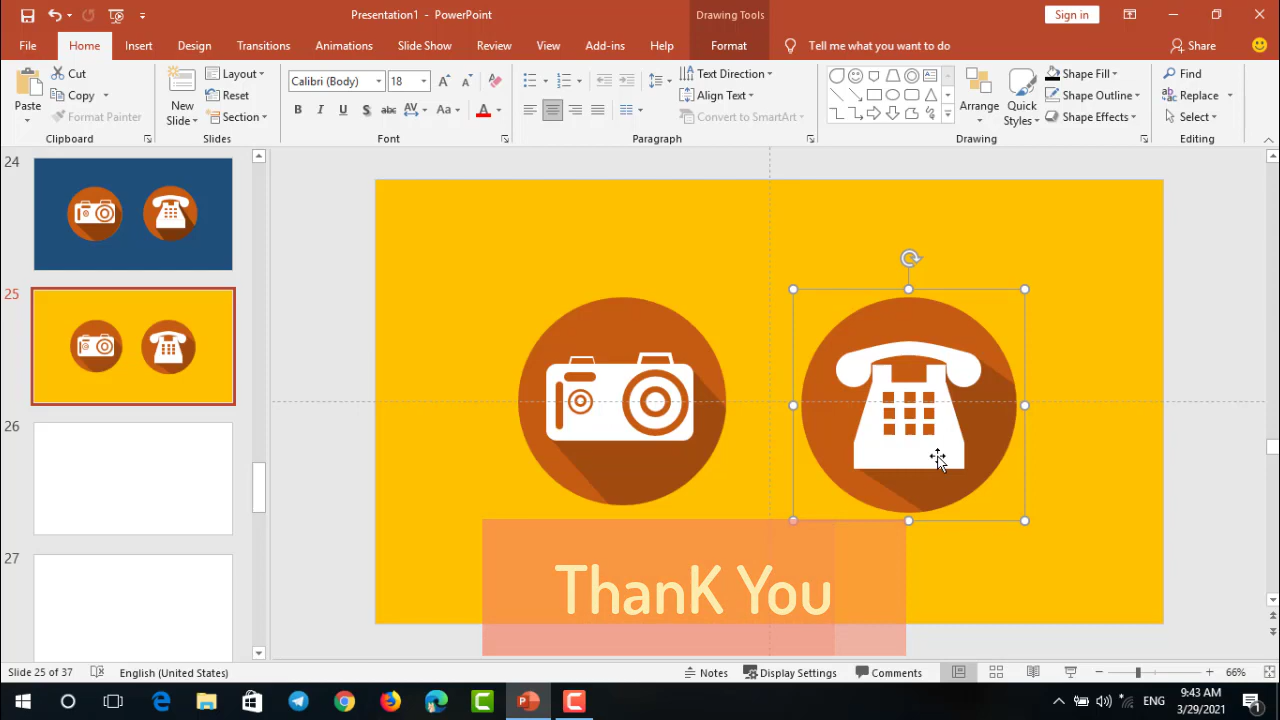 Presentation1 - PowerPoint
Drawing Tools
Sign in
File
Home
Insert
Design
Transitions
Animations
Slide Show
Review
View
Add-ins
Help
Format
Tell me what you want to do
Share
Paste
Cut
Copy
Format Painter
Clipboard
New
Slide
Layout
Reset
Section
Slides
Calibri (Body)
18
B
I
U
S
abc
AV
Aa
A
Font
Text Direction
Align Text
Convert to SmartArt
Paragraph
Arrange
Quick
Styles
Shape Fill
Shape Outline
Shape Effects
Drawing
Find
Replace
Select
Editing
24
25
26
27
ThanK You
Slide 25 of 37
English (United States)
Notes
Display Settings
Comments
66%
ENG
9:43 AM
3/29/2021